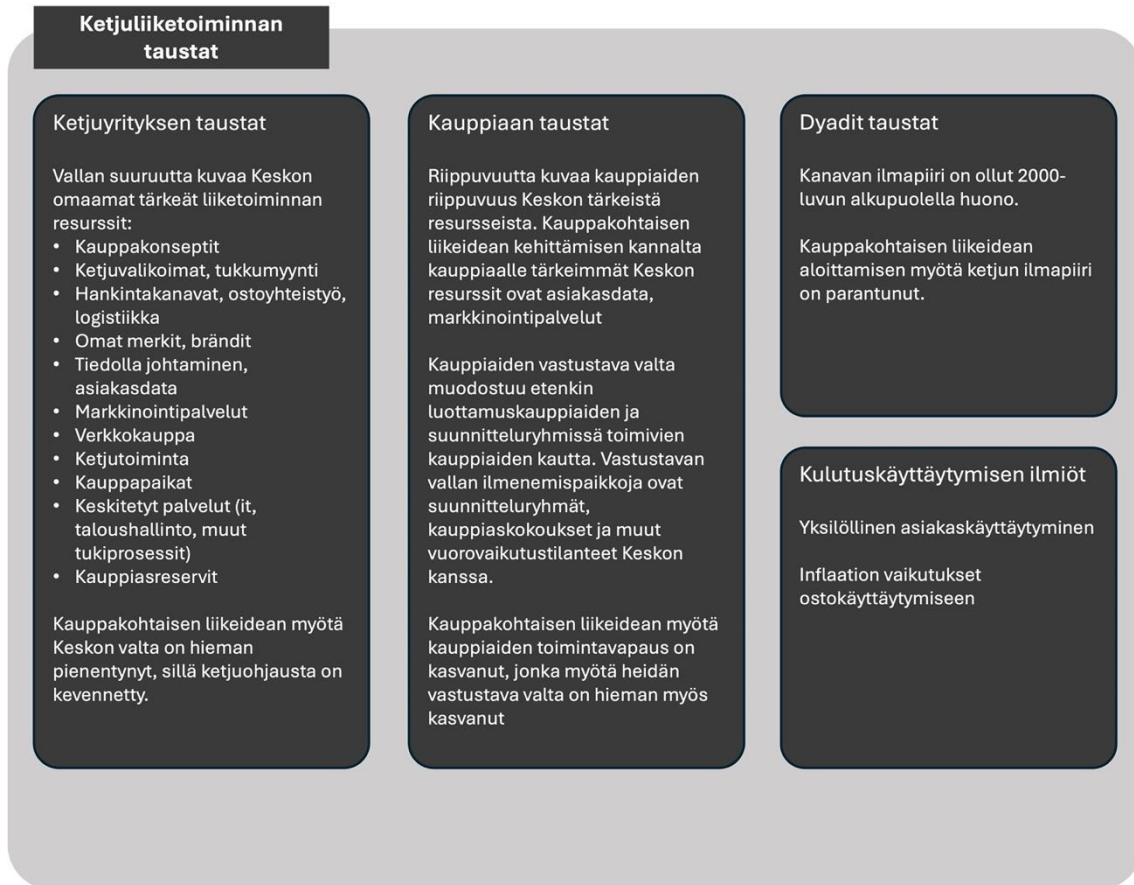 Ketjuliiketoiminnan
taustat
Ketjuyrityksen taustat
Vallan suuruutta kuvaa Keskon
omaamat tärkeät liiketoiminnan
resurssit:
• Kauppakonseptit
• Ketjuvalikoimat, tukkumyynti
• Hankintakanavat, ostoyhteistyö,
logistiikka
• Omat merkit, brändit
• Tiedolla johtaminen,
asiakasdata
• Markkinointipalvelut
• Verkkokauppa
• Ketjutoiminta
• Kauppapaikat
• Keskitetyt palvelut (it,
taloushallinto, muut
tukiprosessit)
• Kauppiasreservit
Kauppakohtaisen liikeidean myötä
Keskon valta on hieman
pienentynyt, sillä ketjuohjausta on
kevennetty.
Kauppiaan taustat
Riippuvuutta kuvaa kauppiaiden
riippuvuus Keskon tärkeistä
resursseista. Kauppakohtaisen
liikeidean kehittämisen kannalta
kauppiaalle tärkeimmät Keskon
resurssit ovat asiakasdata,
markkinointipalvelut
Kauppiaiden vastustava valta
muodostuu etenkin
luottamuskauppiaiden ja
suunnitteluryhmissä toimivien
kauppiaiden kautta. Vastustavan
vallan ilmenemispaikkoja ovat
suunnitteluryhmät,
kauppiaskokoukset ja muut
vuorovaikutustilanteet Keskon
kanssa.
Kauppakohtaisen liikeidean myötä
kauppiaiden toimintavapaus on
kasvanut, jonka myötä heidän
vastustava valta on hieman myös
kasvanut
Dyadit taustat
Kanavan ilmapiiri on ollut 2000-
luvun alkupuolella huono.
Kauppakohtaisen liikeidean
aloittamisen myötä ketjun ilmapiiri
on parantunut.
Kulutuskäyttäytymisen ilmiöt
Yksilöllinen asiakaskäyttäytyminen
Inflaation vaikutukset
ostokäyttäytymiseen